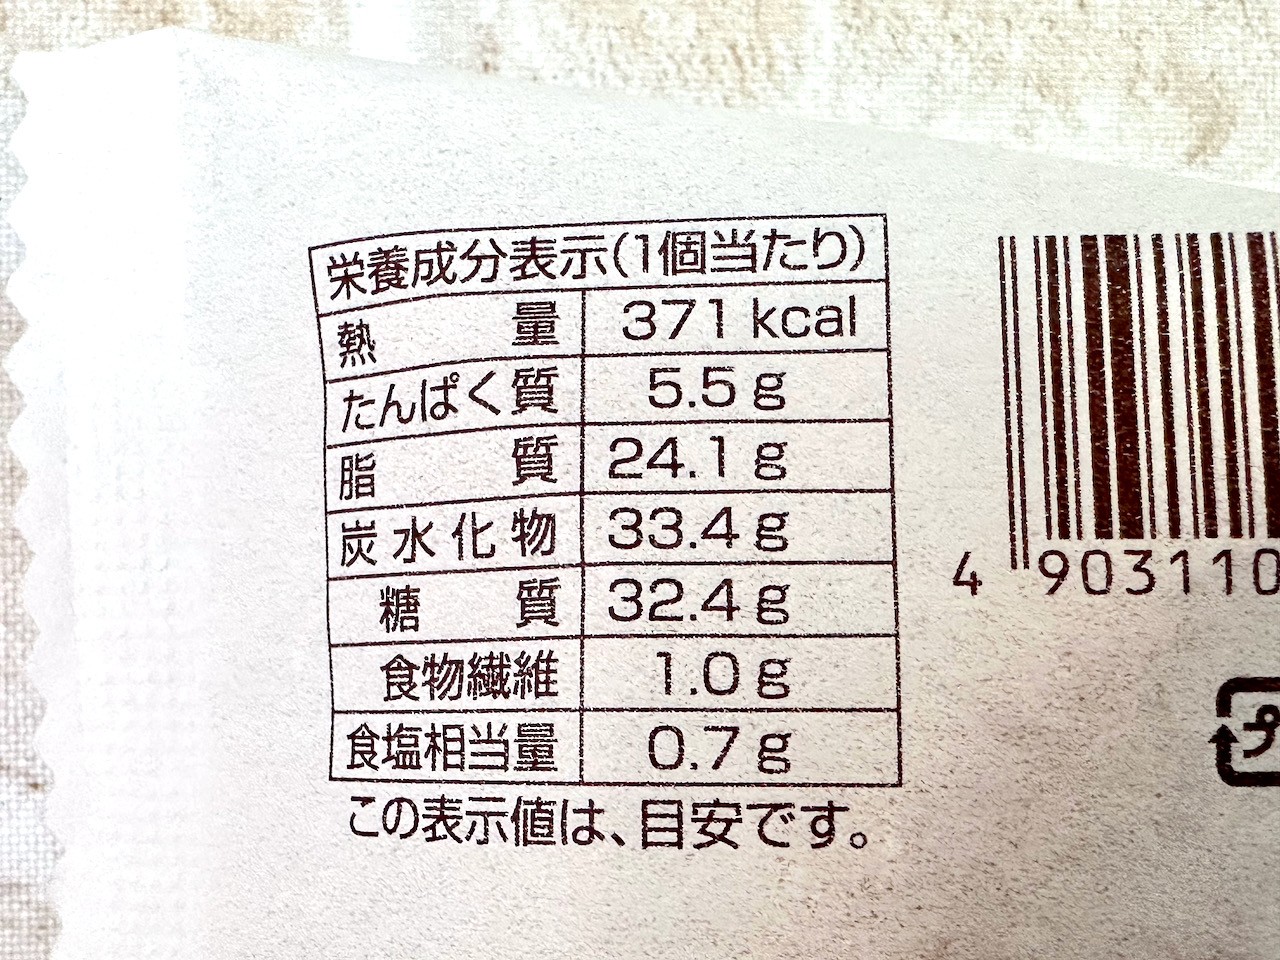 栄養成分表示(1個当たり)
熱量 371 kcal
たんぱく質 5.5 g
脂質 24.1 g
炭水化物 33.4 g
糖質 32.4 g
食物繊維 1.0 g
食塩相当量 0.7 g
この表示値は、目安です。
4 903110
プ